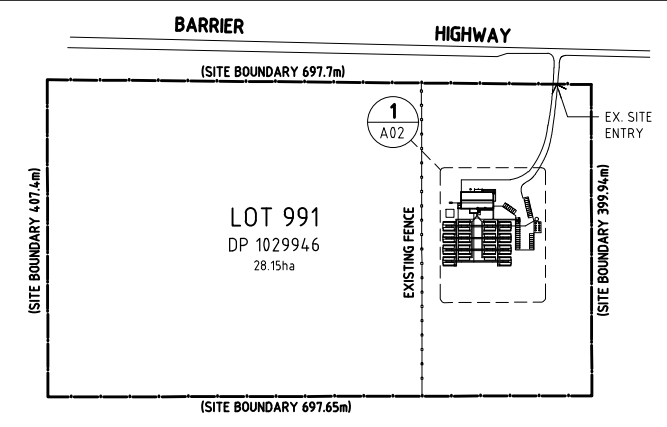 BARRIER HIGHWAY
(SITE BOUNDARY 697.7m)
1
A02
EX. SITE
ENTRY
(SITE BOUNDARY 407.4m)
LOT 991
DP 1029946
28.15ha
EXISTING FENCE
(SITE BOUNDARY 399.94m)
(SITE BOUNDARY 697.65m)